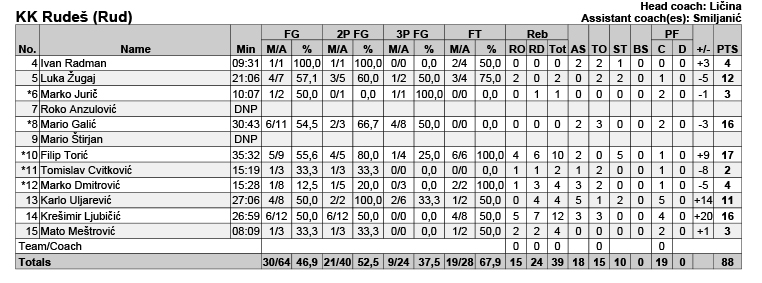 KK Rudeš (Rud) Head coach: Ličina
Assistant coach(es): Smiljanić
FG 2P FG 3P FG FT Reb PF
No. Name Min M/A % M/A % M/A % M/A % RO RD Tot AS TO ST BS C D +/- PTS
4 Ivan Radman 09:31 1/1 100,0 1/1 100,0 0/0 0,0 2/4 50,0 0 0 0 2 2 1 0 0 0 +3 4
5 Luka Žugaj 21:06 4/7 57,1 3/5 60,0 1/2 50,0 3/4 75,0 2 0 2 0 2 2 0 1 0 -5 12
*6 Marko Jurič 10:07 1/2 50,0 0/1 0,0 1/1 100,0 0/0 0,0 0 1 1 0 0 0 0 2 0 -1 3
7 Roko Anzulović DNP
*8 Mario Galić 30:43 6/11 54,5 2/3 66,7 4/8 50,0 0/0 0,0 0 0 0 2 3 0 0 2 0 -3 16
9 Mario Štirjan DNP
*10 Filip Torić 35:32 5/9 55,6 4/5 80,0 1/4 25,0 6/6 100,0 4 6 10 2 0 5 0 1 0 +9 17
*11 Tomislav Cvitković 15:19 1/3 33,3 1/3 33,3 0/0 0,0 0/0 0,0 1 1 2 1 2 0 0 1 0 -8 2
*12 Marko Dmitrović 15:28 1/8 12,5 1/5 20,0 0/3 0,0 2/2 100,0 1 3 4 3 2 0 0 1 0 -5 4
13 Karlo Uljarević 27:06 4/8 50,0 2/2 100,0 2/6 33,3 1/2 50,0 0 4 4 5 1 2 0 5 0 +14 11
14 Krešimir Ljubičić 26:59 6/12 50,0 6/12 50,0 0/0 0,0 4/8 50,0 5 7 12 3 3 0 0 4 0 +20 16
15 Mato Meštrović 08:09 1/3 33,3 1/3 33,3 0/0 0,0 1/2 50,0 2 2 4 0 0 0 0 2 0 +1 3
Team/Coach 0 0 0 0 0
Totals 30/64 46,9 21/40 52,5 9/24 37,5 19/28 67,9 15 24 39 18 15 10 0 19 0 88